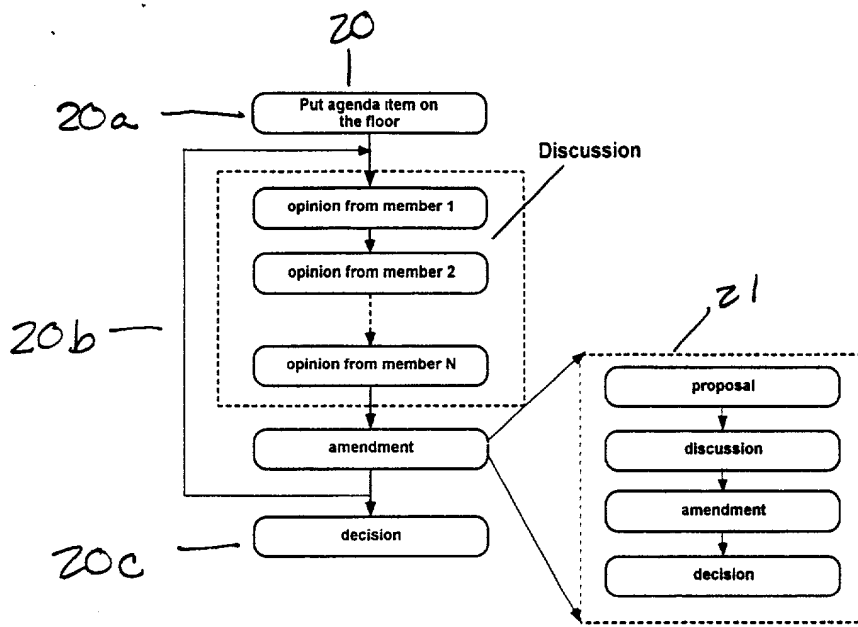 20
20a
Put agenda item on
the floor
Discussion
opinion from member 1
opinion from member 2
20b
opinion from member N
21
proposal
amendment
discussion
amendment
decision
20c
decision